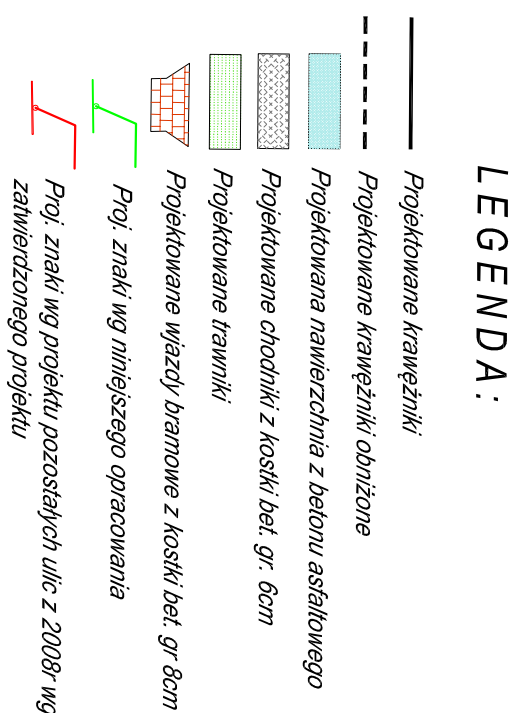 LEGENDA:
Projektowane krawężniki
Projektowane krawężniki obniżone
Projektowana nawierzchnia z betonu asfaltowego
Projektowane chodniki z kostki bet. gr. 6cm
Projektowane trawniki
Projektowane wjazdy bramowe z kostki bet. gr 8cm
Proj. znaki wg niniejszego opracowania
Proj. znaki wg projektu pozostałych ulic z 2008r wg
zatwierdzonego projektu